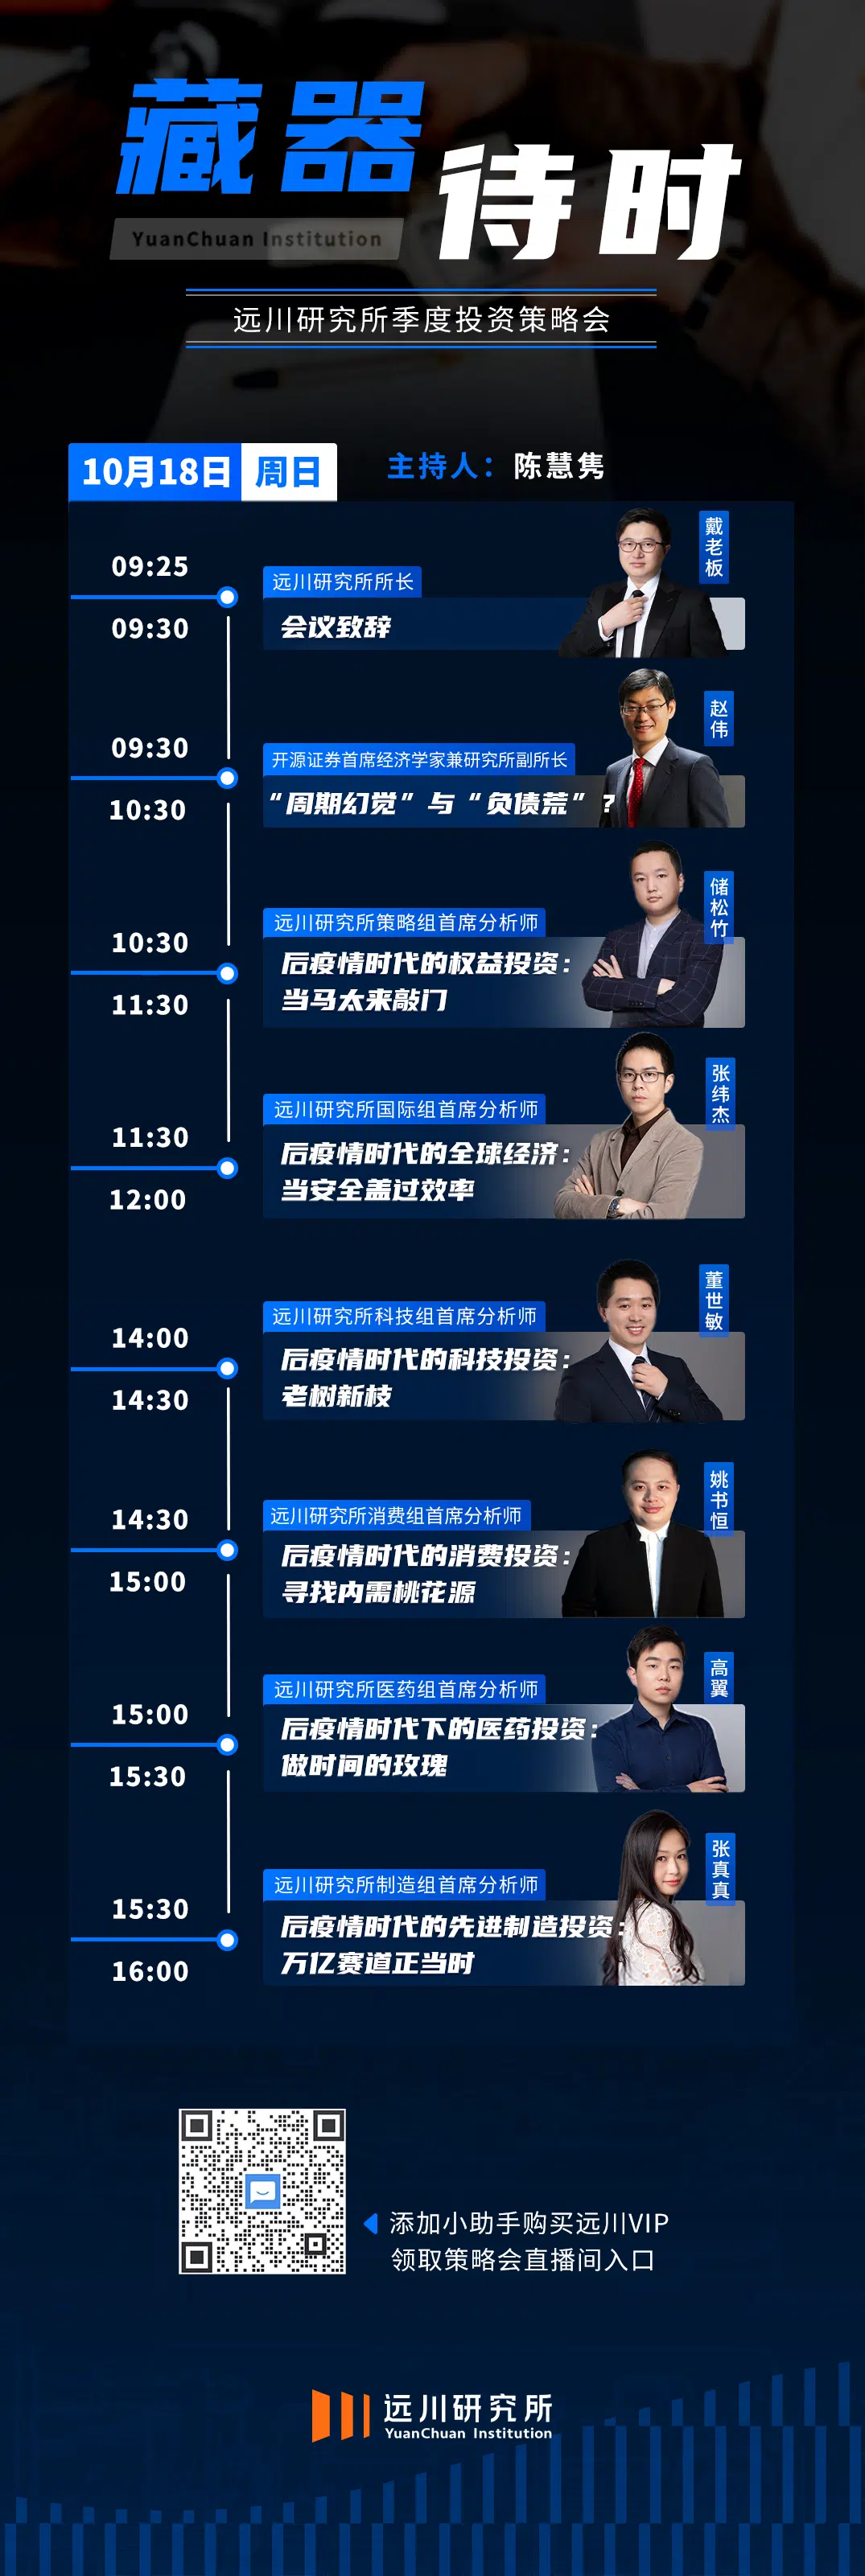 藏器
待时
YuanChuan Institution
远川研究所季度投资策略会
10月18日 周日
主持人：陈慧隽
09:25
09:30
远川研究所所长
会议致辞
戴老板
09:30
10:30
开源证券首席经济学家兼研究所副所长
“周期幻觉”与“负债荒”？
赵伟
10:30
11:30
远川研究所策略组首席分析师
后疫情时代的权益投资：
当马太来敲门
储松竹
11:30
12:00
远川研究所国际组首席分析师
后疫情时代的全球经济：
当安全盖过效率
张纬杰
14:00
14:30
远川研究所科技组首席分析师
后疫情时代的科技投资：
老树新枝
董世敏
14:30
15:00
远川研究所消费组首席分析师
后疫情时代的消费投资：
寻找内需桃花源
姚书恒
15:00
15:30
远川研究所医药组首席分析师
后疫情时代下的医药投资：
做时间的玫瑰
高翼
15:30
16:00
远川研究所制造组首席分析师
后疫情时代的先进制造投资：
万亿赛道正当时
张真真
添加小助手购买远川VIP
领取策略会直播间入口
远川研究所
YuanChuan Institution